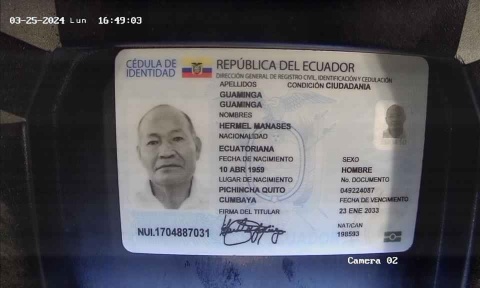 03-25-2024 Lun 16:49:03
CÉDULA DE IDENTIDAD
REPÚBLICA DEL ECUADOR
DIRECCIÓN GENERAL DE REGISTRO CIVIL, IDENTIFICACIÓN Y CEDULACIÓN
APELLIDOS
CONDICIÓN CIUDADANÍA
GUAMINGA
GUAMINGA
NOMBRES
HERMEL MANASES
NACIONALIDAD
ECUATORIANA
FECHA DE NACIMIENTO
SEXO
10 ABR 1959
HOMBRE
LUGAR DE NACIMIENTO
No. DOCUMENTO
PICHINCHA QUITO
049224087
CUMBAYA
FECHA DE VENCIMIENTO
FIRMA DEL TITULAR
23 ENE 2033
NAT/CAN
NUI.1704887031
198593
Camera 02